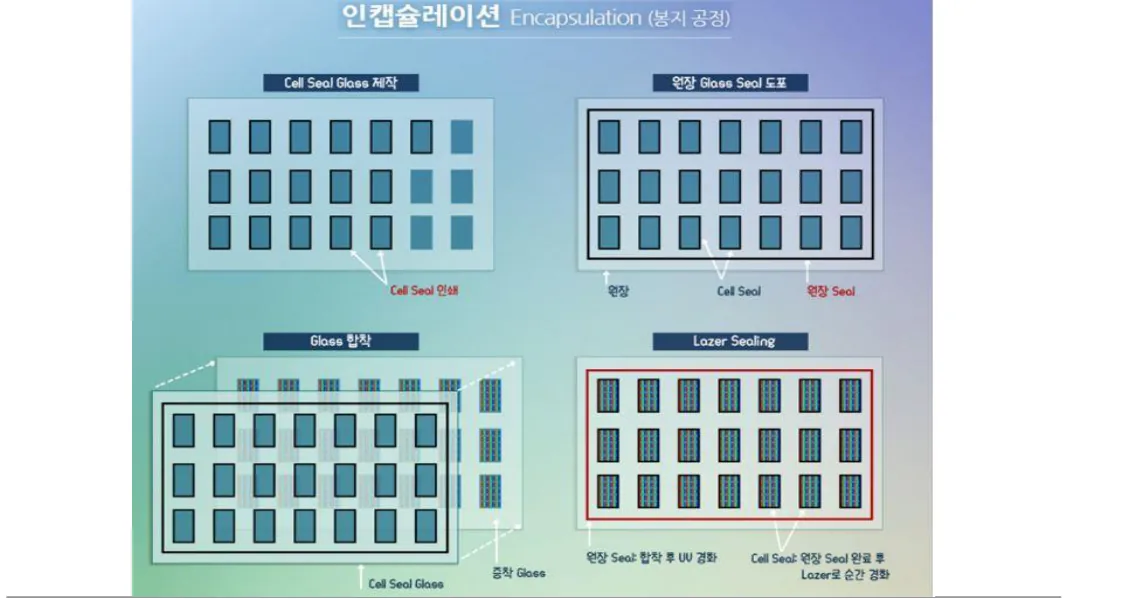 인캡슐레이션 Encapsulation (봉지 공정)
Cell Seal Glass 제작
원장 Glass Seal 도포
Cell Seal 인쇄
원장
Cell Seal
원장 Seal
Glass 합착
Lazer Sealing
증착 Glass
Cell Seal Glass
원장 Seal: 합착 후 UV 경화
Cell Seal: 원장 Seal 완료 후
Lazer로 순간 경화